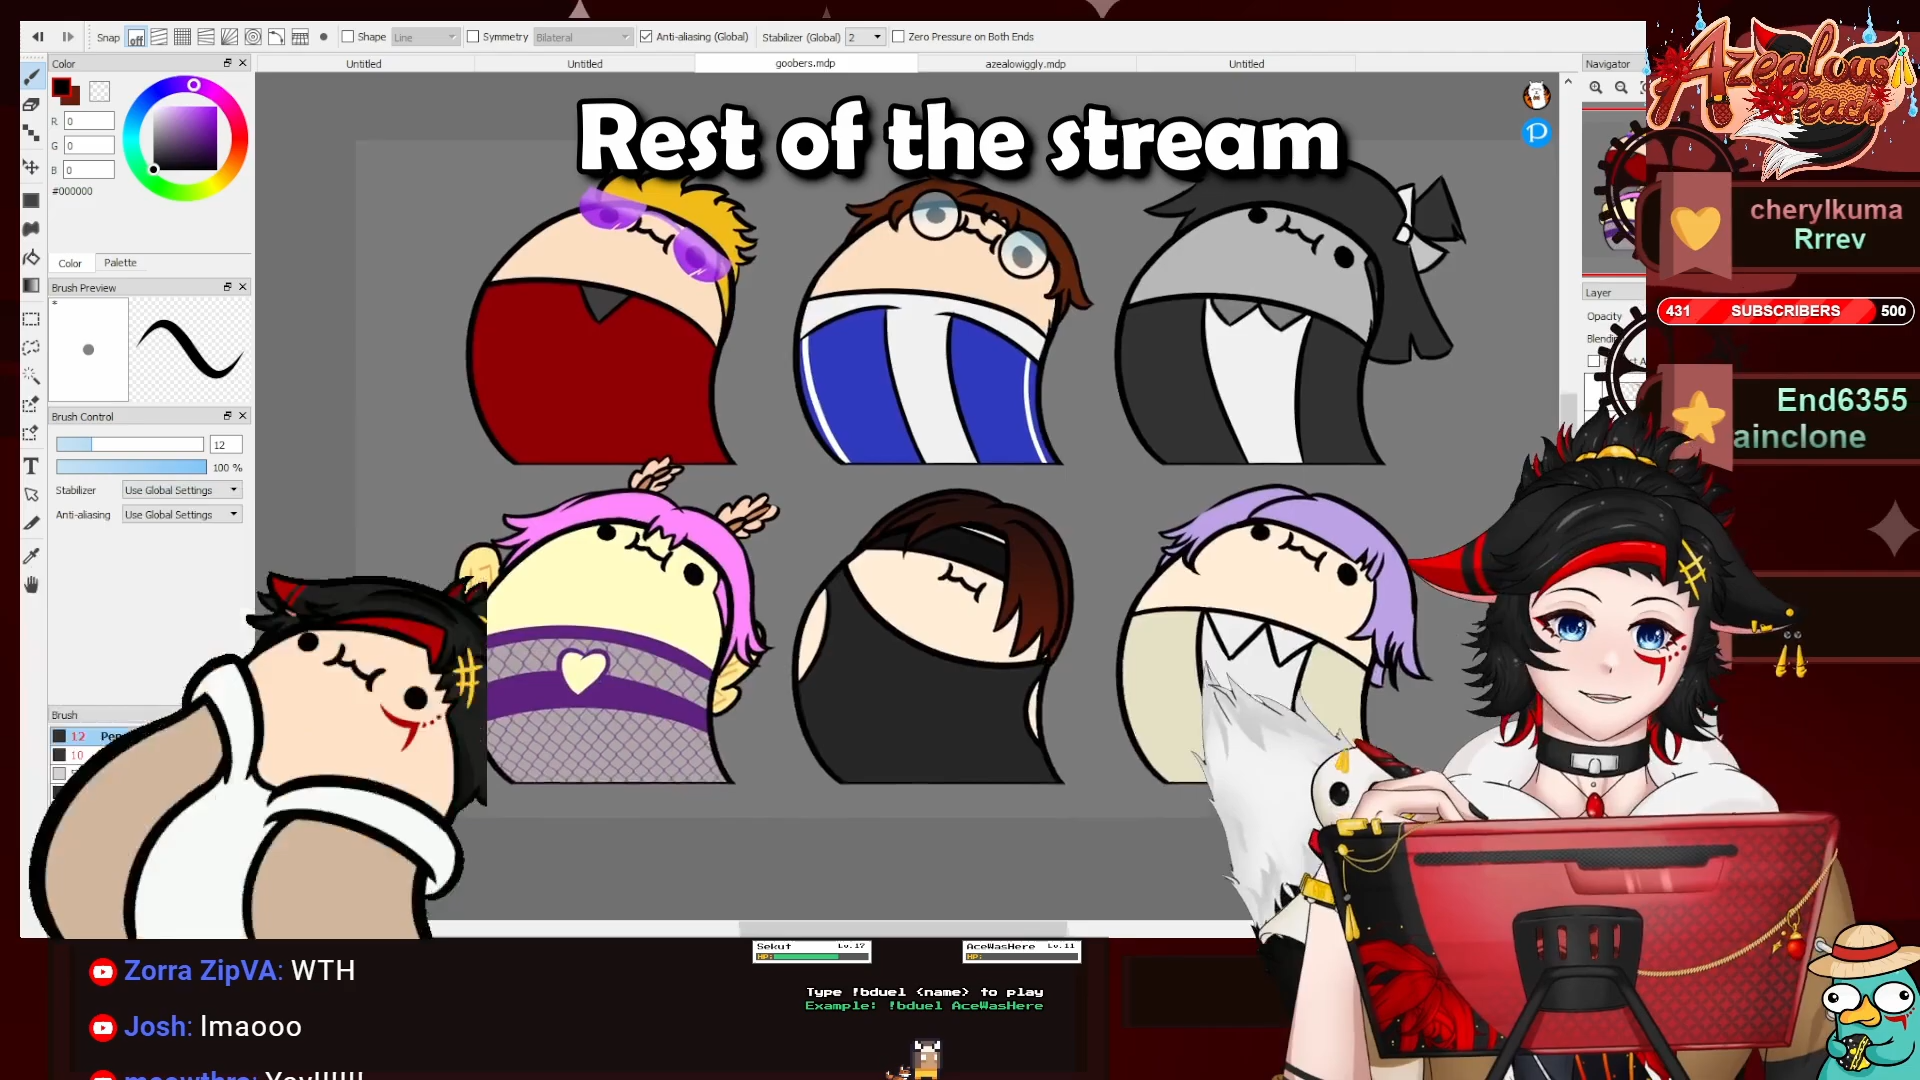 Snap
off
Shape
Line
Symmetry
Bilateral
Anti-aliasing (Global)
Stabilizer (Global)
2
Zero Pressure on Both Ends
Color
Untitled
Untitled
goobers.mdp
azealowiggly.mdp
Untitled
Navigator
R
0
G
0
B
0
#000000
Color
Palette
Brush Preview
*
Brush Control
12
100 %
Stabilizer
Use Global Settings
Anti-aliasing
Use Global Settings
Brush
12
10
Layer
Opacity
Rest of the stream
Azealous
Peach
cherylkuma
Rrrev
431 SUBSCRIBERS 500
End6355
ainclone
Zorra ZipVA: WTH
Josh: lmaooo
Sekut Lv.17
HP:
AceWasHere Lv.11
HP:
Type !bduel <name> to play
Example: !bduel AceWasHere